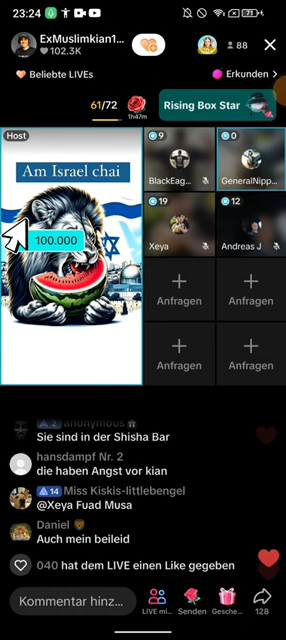 23:24
71
ExMuslimkian1...
102.3K
88
Beliebte LIVEs
Erkunden
61/72
1h47m
Rising Box Star
Host
Am Israel chai
100.000
9
BlackEag...
0
GeneralNipp...
19
Xeya
12
Andreas J
Anfragen
Anfragen
Anfragen
Anfragen
2 anonymous
Sie sind in der Shisha Bar
hansdampf Nr. 2
die haben Angst vor kian
14 Miss Kiskis-littlebengel
@Xeya Fuad Musa
Daniel
Auch mein beileid
040 hat dem LIVE einen Like gegeben
Kommentar hinz...
LIVE mi...
Senden
Gesche...
128